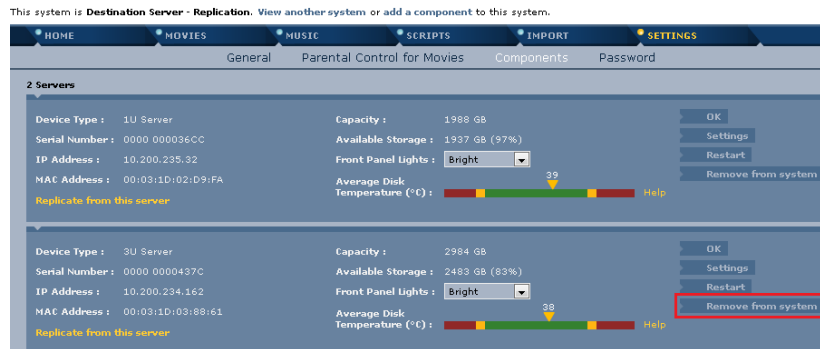 This system is Destination Server - Replication. View another system or add a component to this system.
HOME MOVIES MUSIC SCRIPTS IMPORT SETTINGS
General Parental Control for Movies Components Password
2 Servers
Device Type : 1U Server Capacity : 1988 GB OK
Serial Number : 0000 000036CC Available Storage : 1937 GB (97%) Settings
IP Address : 10.200.235.32 Front Panel Lights : Bright Restart
MAC Address : 00:03:1D:02:D9:FA Average Disk 39 Remove from system
Temperature (°C) : Help
Replicate from this server
Device Type : 3U Server Capacity : 2984 GB OK
Serial Number : 0000 0000437C Available Storage : 2483 GB (83%) Settings
IP Address : 10.200.234.162 Front Panel Lights : Bright Restart
MAC Address : 00:03:1D:03:88:61 Average Disk 38 Remove from system
Temperature (°C) : Help
Replicate from this server